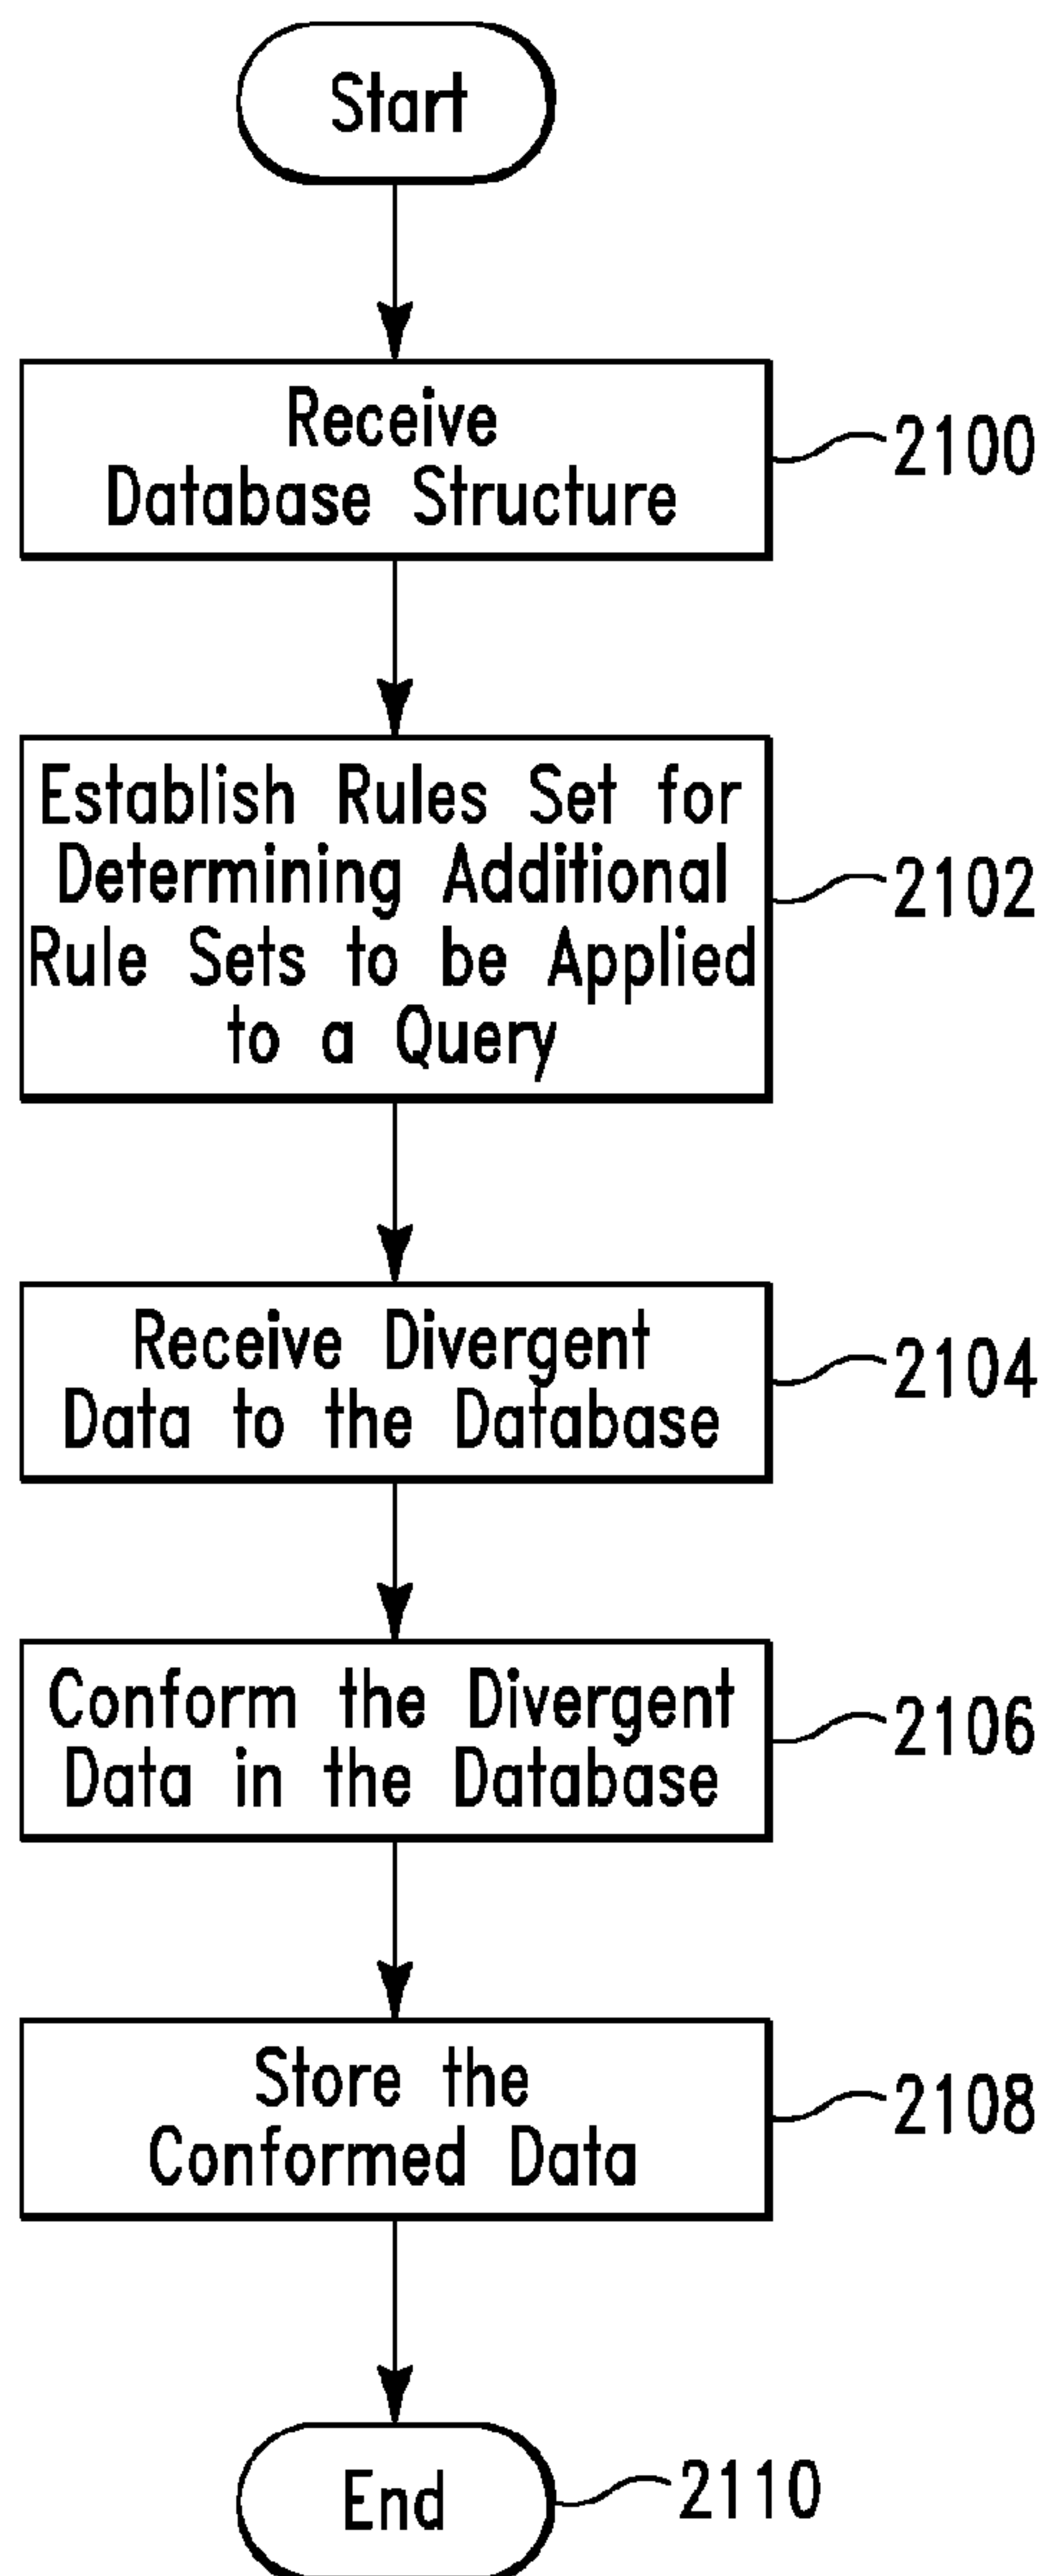 Start
Receive
Database Structure
2100
Establish Rules Set for
Determining Additional
Rule Sets to be Applied
to a Query
2102
Receive Divergent
Data to the Database
2104
Conform the Divergent
Data in the Database
2106
Store the
Conformed Data
2108
End
2110